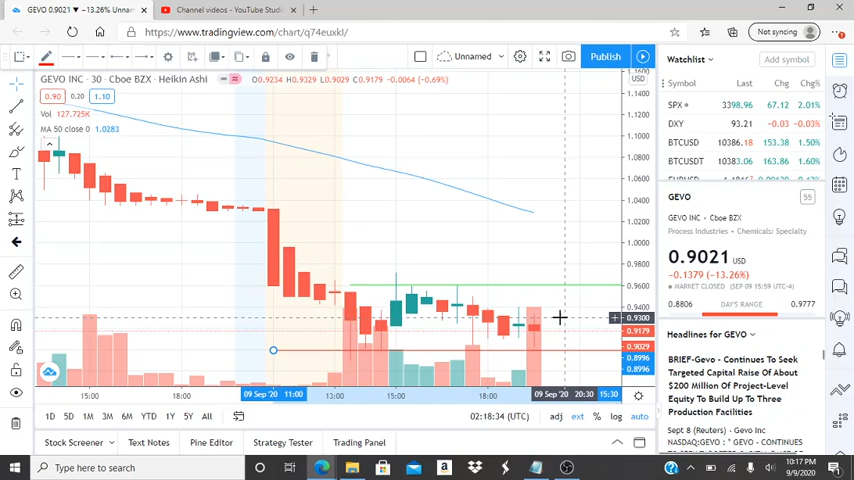 GEVO 0.9021 ▼ −13.26% Unnam
Channel videos - YouTube Studio
https://www.tradingview.com/chart/q74euxkl/
Not syncing
Unnamed
Publish
GEVO INC · 30 · Cboe BZX · Heikin Ashi
O0.9234 H0.9329 L0.9029 C0.9179 −0.0064 (−0.69%)
0.90 0.20 1.10
Vol 127.725K
MA 50 close 0 1.0283
USD
1.1400
1.1200
1.1000
1.0800
1.0600
1.0400
1.0200
1.0000
0.9800
0.9600
0.9400
0.9300
0.9179
0.9029
0.8996
0.8996
15:00
18:00
09 Sep '20 11:00
13:00
15:00
18:00
09 Sep '20 20:30
15:30
1D 5D 1M 3M 6M YTD 1Y 5Y All
02:18:34 (UTC)
adj ext % log auto
Stock Screener
Text Notes
Pine Editor
Strategy Tester
Trading Panel
Watchlist
Add symbol
Symbol Last Chg Chg%
SPX 3398.96 67.12 2.01%
DXY 93.21 −0.03 −0.03%
BTCUSD 10386.18 153.38 1.50%
BTCUSDT 10383.06 163.86 1.60%
GEVO
55
GEVO INC · Cboe BZX
Process Industries · Chemicals: Specialty
0.9021 USD
−0.1379 (−13.26%)
MARKET CLOSED (SEP 09 15:59 UTC-4)
0.8806 DAY'S RANGE 0.9777
Headlines for GEVO
BRIEF-Gevo - Continues To Seek
Targeted Capital Raise Of About
$200 Million Of Project-Level
Equity To Build Up To Three
Production Facilities
Sept 8 (Reuters) - Gevo Inc
NASDAQ:GEVO : * GEVO - CONTINUES
Type here to search
10:17 PM
9/9/2020